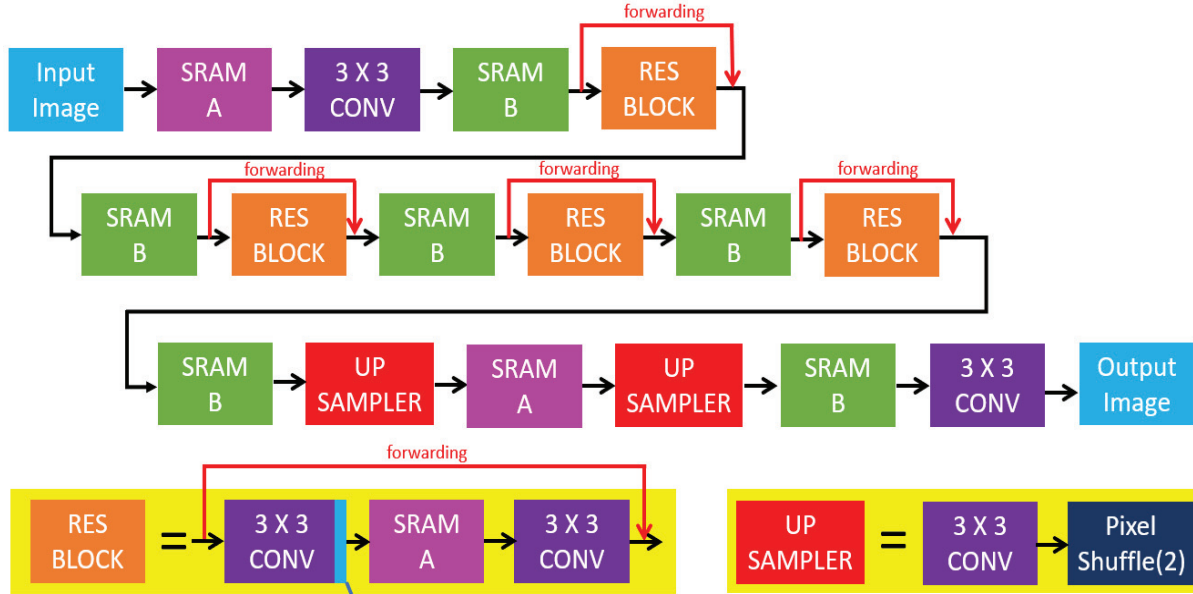 forwarding
Input
Image
SRAM
A
3 X 3
CONV
SRAM
B
RES
BLOCK
forwarding
forwarding
forwarding
SRAM
B
RES
BLOCK
SRAM
B
RES
BLOCK
SRAM
B
RES
BLOCK
SRAM
B
UP
SAMPLER
SRAM
A
UP
SAMPLER
SRAM
B
3 X 3
CONV
Output
Image
forwarding
RES
BLOCK
=
3 X 3
CONV
SRAM
A
3 X 3
CONV
UP
SAMPLER
=
3 X 3
CONV
Pixel
Shuffle(2)